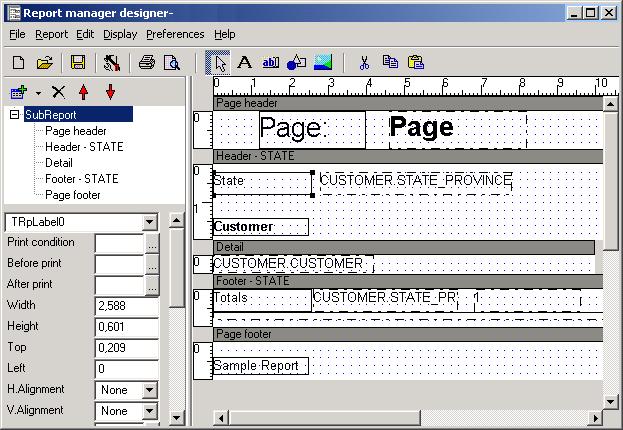 Report manager designer-
File Report Edit Display Preferences Help
A ab|
0 1 2 3 4 5 6 7 8 9 10
SubReport
Page header
Header - STATE
Detail
Footer - STATE
Page footer
TRpLabel0
Print condition ...
Before print ...
After print ...
Width 2,588
Height 0,601
Top 0,209
Left 0
H.Alignment None
V.Alignment None
Page header
0 Page: Page
Header - STATE
0 State CUSTOMER.STATE_PROVINCE
1
Customer
Detail
0 CUSTOMER.CUSTOMER
Footer - STATE
0 Totals CUSTOMER.STATE_PR 1
Page footer
0
Sample Report